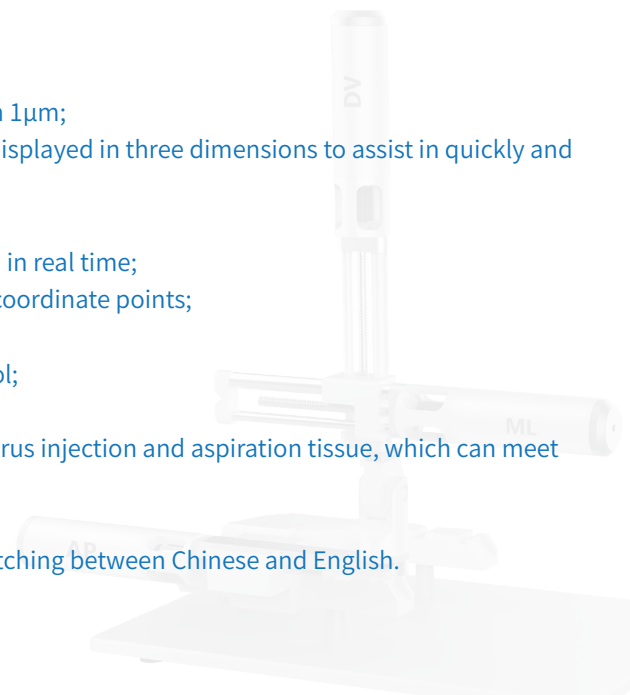 1μm;
isplayed in three dimensions to assist in quickly and
in real time;
coordinate points;
ol;
rus injection and aspiration tissue, which can meet
tching between Chinese and English.
DV
ML
AP